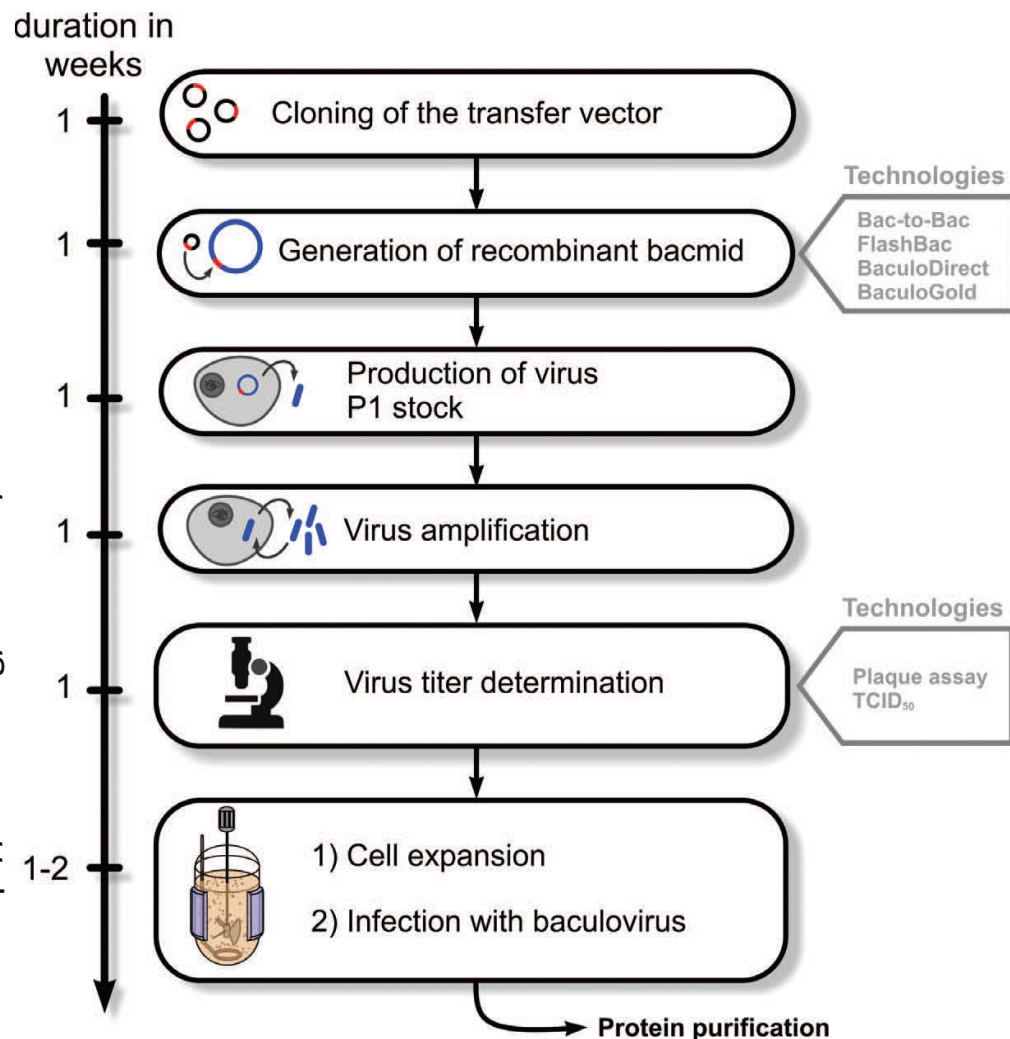 duration in
weeks
1
Cloning of the transfer vector
Technologies
1
Generation of recombinant bacmid
Bac-to-Bac
FlashBac
BaculoDirect
BaculoGold
1
Production of virus
P1 stock
1
Virus amplification
Technologies
1
Virus titer determination
Plaque assay
TCID₅₀
1-2
1) Cell expansion
2) Infection with baculovirus
Protein purification